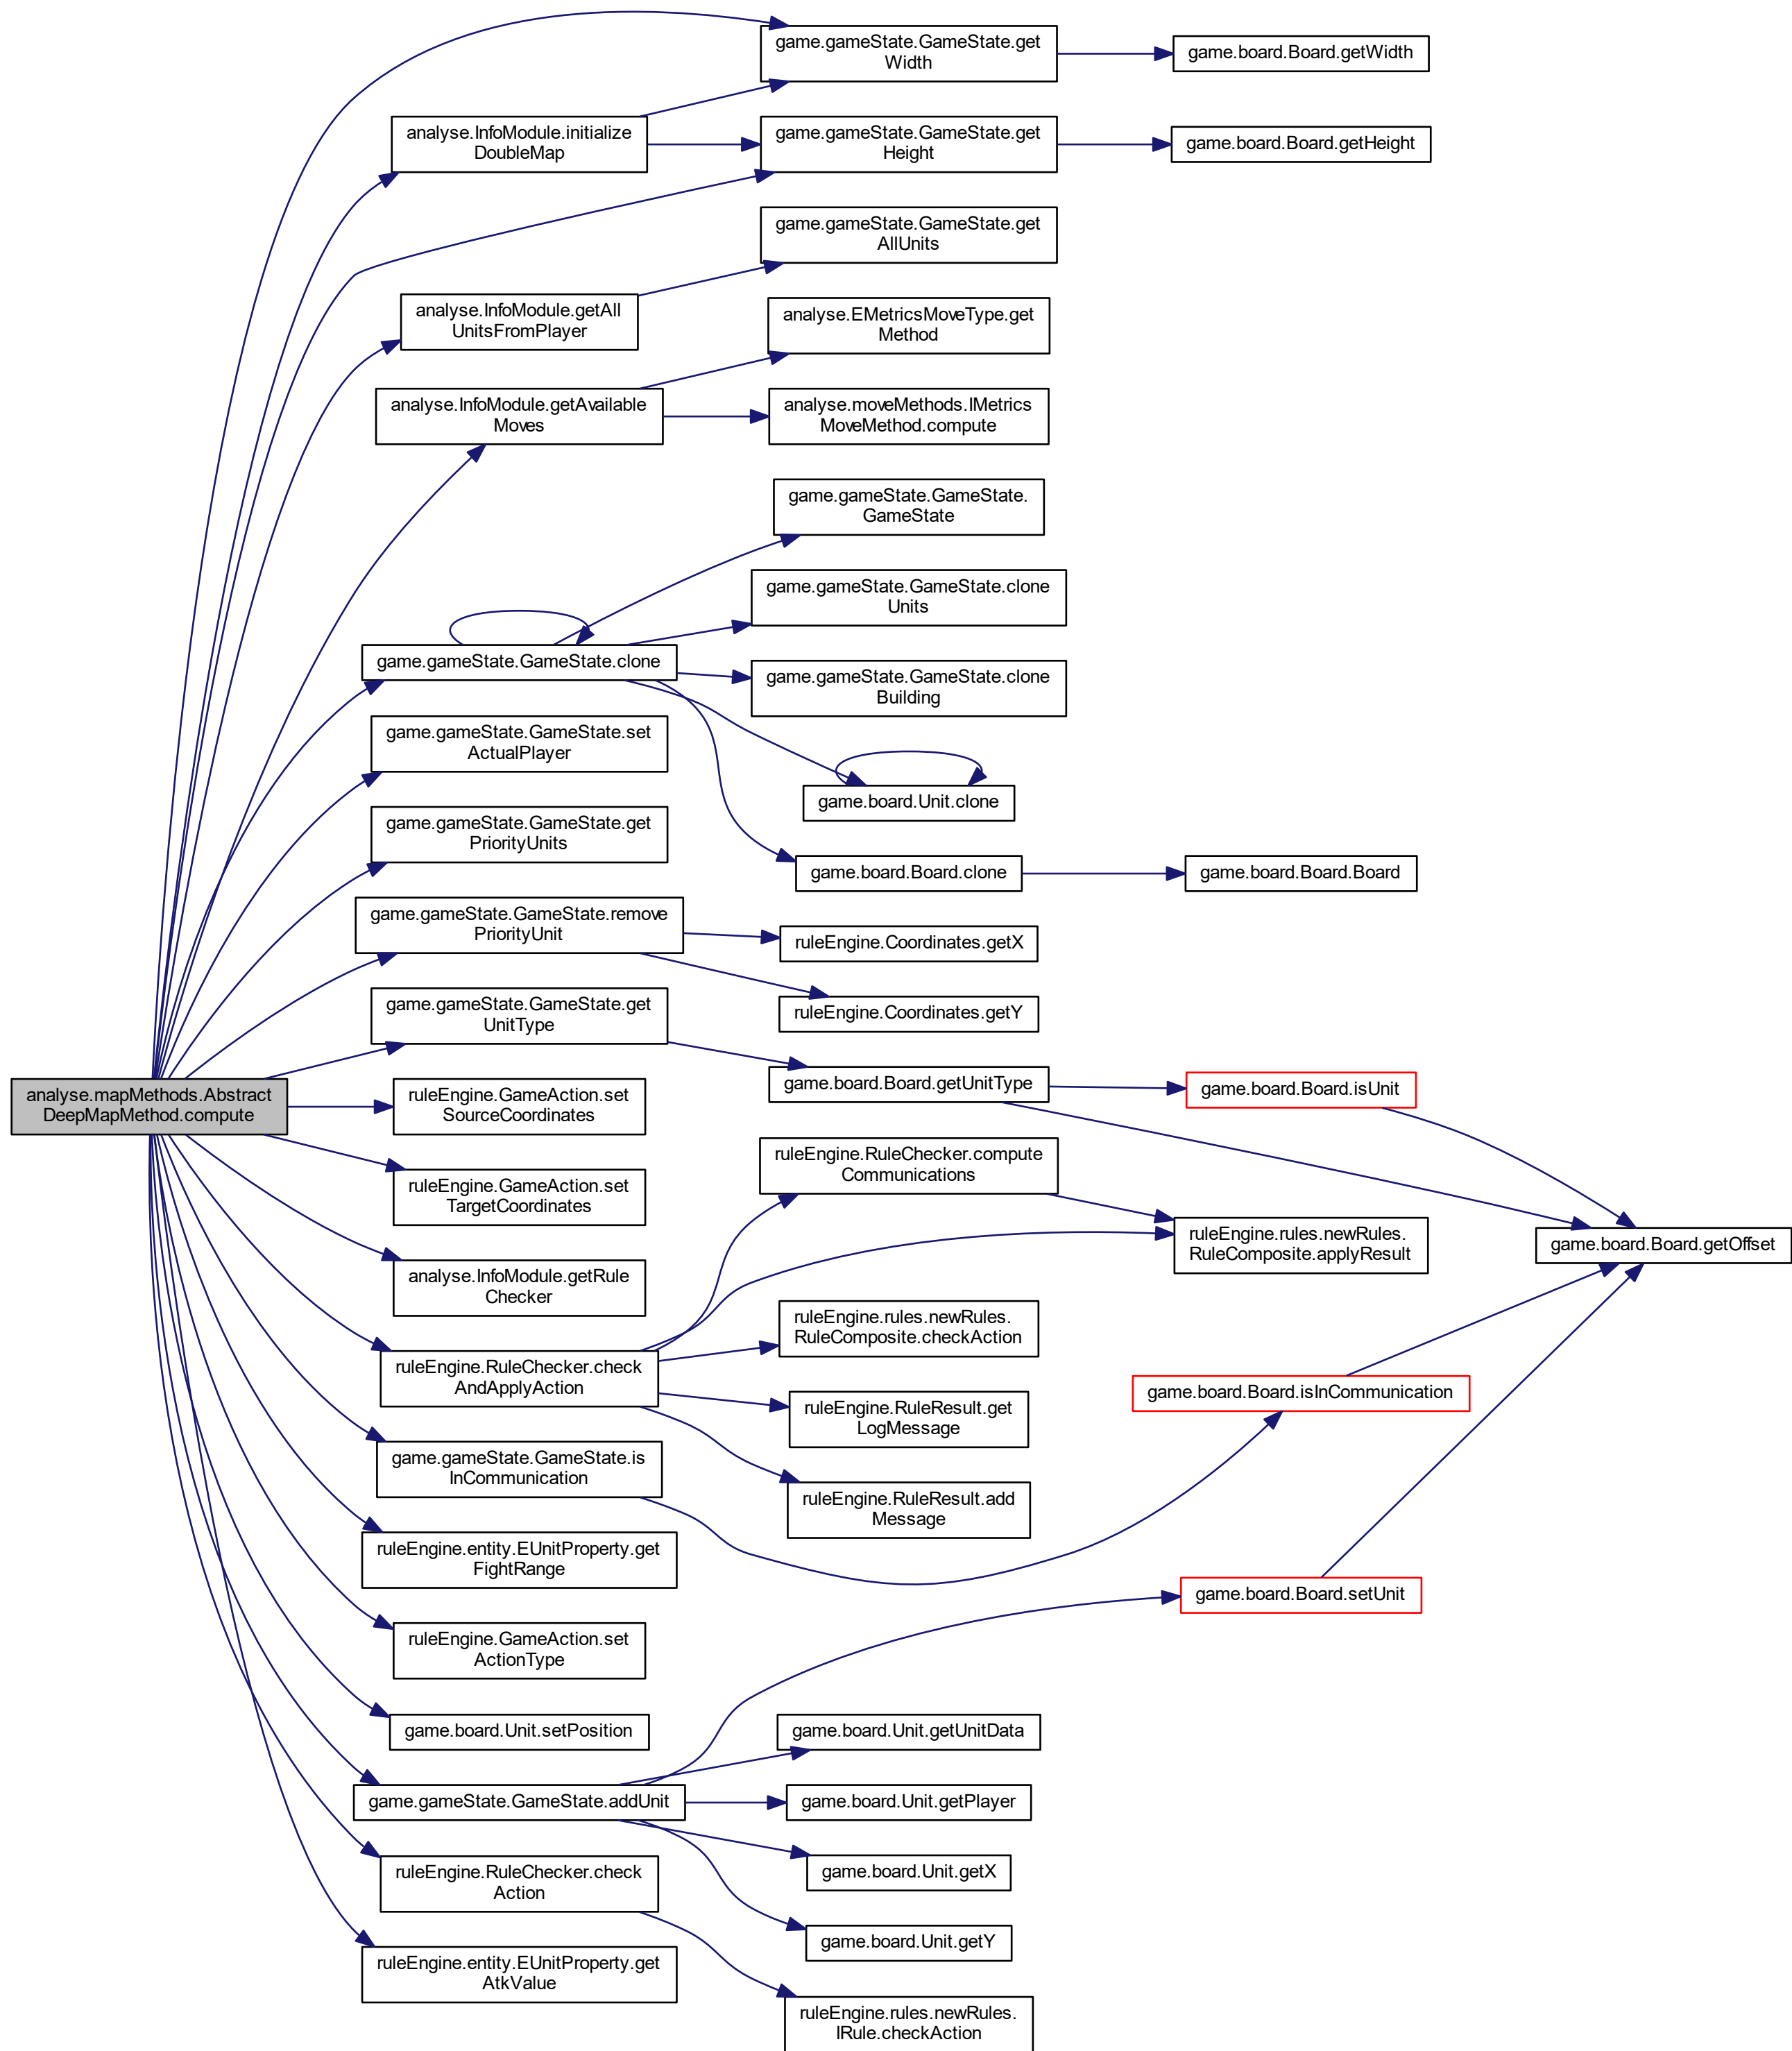 game.gameState.GameState.get
Width
game.board.Board.getWidth
analyse.InfoModule.initialize
DoubleMap
game.gameState.GameState.get
Height
game.board.Board.getHeight
game.gameState.GameState.get
AllUnits
analyse.InfoModule.getAll
UnitsFromPlayer
analyse.EMetricsMoveType.get
Method
analyse.InfoModule.getAvailable
Moves
analyse.moveMethods.IMetrics
MoveMethod.compute
game.gameState.GameState.
GameState
game.gameState.GameState.clone
Units
game.gameState.GameState.clone
game.gameState.GameState.clone
Building
game.gameState.GameState.set
ActualPlayer
game.board.Unit.clone
game.gameState.GameState.get
PriorityUnits
game.board.Board.clone
game.board.Board.Board
game.gameState.GameState.remove
PriorityUnit
ruleEngine.Coordinates.getX
game.gameState.GameState.get
UnitType
ruleEngine.Coordinates.getY
game.board.Board.getUnitType
game.board.Board.isUnit
analyse.mapMethods.Abstract
DeepMapMethod.compute
ruleEngine.GameAction.set
SourceCoordinates
ruleEngine.RuleChecker.compute
Communications
ruleEngine.GameAction.set
TargetCoordinates
ruleEngine.rules.newRules.
RuleComposite.applyResult
game.board.Board.getOffset
analyse.InfoModule.getRule
Checker
ruleEngine.rules.newRules.
RuleComposite.checkAction
ruleEngine.RuleChecker.check
AndApplyAction
game.board.Board.isInCommunication
ruleEngine.RuleResult.get
LogMessage
game.gameState.GameState.is
InCommunication
ruleEngine.RuleResult.add
Message
ruleEngine.entity.EUnitProperty.get
FightRange
game.board.Board.setUnit
ruleEngine.GameAction.set
ActionType
game.board.Unit.setPosition
game.board.Unit.getUnitData
game.gameState.GameState.addUnit
game.board.Unit.getPlayer
game.board.Unit.getX
ruleEngine.RuleChecker.check
Action
game.board.Unit.getY
ruleEngine.entity.EUnitProperty.get
AtkValue
ruleEngine.rules.newRules.
IRule.checkAction